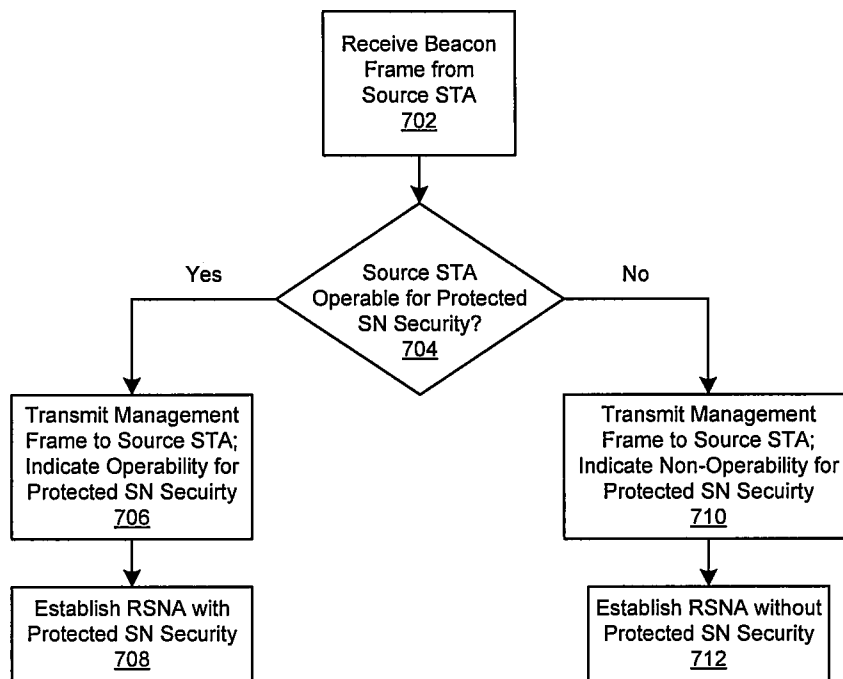 Receive Beacon
Frame from
Source STA
702
Source STA
Operable for Protected
SN Security?
704
Yes
No
Transmit Management
Frame to Source STA;
Indicate Operability for
Protected SN Secuirty
706
Transmit Management
Frame to Source STA;
Indicate Non-Operability for
Protected SN Secuirty
710
Establish RSNA with
Protected SN Security
708
Establish RSNA without
Protected SN Security
712